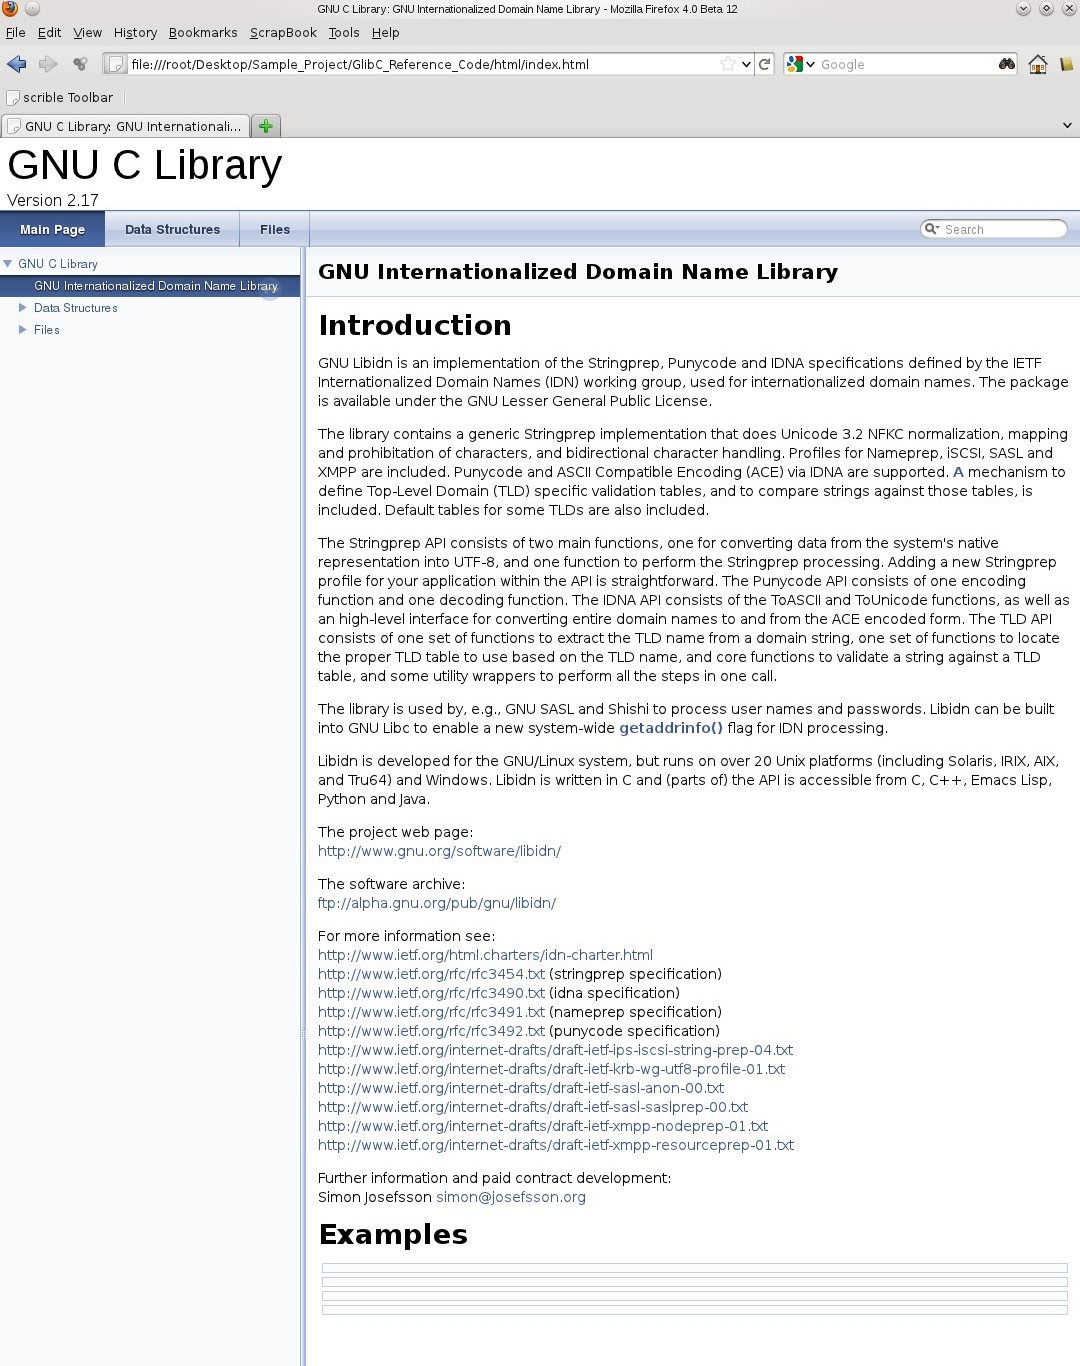 GNU C Library: GNU Internationalized Domain Name Library - Mozilla Firefox 4.0 Beta 12
File Edit View History Bookmarks ScrapBook Tools Help
file:///root/Desktop/Sample_Project/GlibC_Reference_Code/html/index.html
Google
scrible Toolbar
GNU C Library: GNU Internationali...
GNU C Library
Version 2.17
Main Page Data Structures Files
Search
GNU C Library
GNU Internationalized Domain Name Library
Data Structures
Files
GNU Internationalized Domain Name Library
Introduction
GNU Libidn is an implementation of the Stringprep, Punycode and IDNA specifications defined by the IETF
Internationalized Domain Names (IDN) working group, used for internationalized domain names. The package
is available under the GNU Lesser General Public License.
The library contains a generic Stringprep implementation that does Unicode 3.2 NFKC normalization, mapping
and prohibitation of characters, and bidirectional character handling. Profiles for Nameprep, iSCSI, SASL and
XMPP are included. Punycode and ASCII Compatible Encoding (ACE) via IDNA are supported. A mechanism to
define Top-Level Domain (TLD) specific validation tables, and to compare strings against those tables, is
included. Default tables for some TLDs are also included.
The Stringprep API consists of two main functions, one for converting data from the system's native
representation into UTF-8, and one function to perform the Stringprep processing. Adding a new Stringprep
profile for your application within the API is straightforward. The Punycode API consists of one encoding
function and one decoding function. The IDNA API consists of the ToASCII and ToUnicode functions, as well as
an high-level interface for converting entire domain names to and from the ACE encoded form. The TLD API
consists of one set of functions to extract the TLD name from a domain string, one set of functions to locate
the proper TLD table to use based on the TLD name, and core functions to validate a string against a TLD
table, and some utility wrappers to perform all the steps in one call.
The library is used by, e.g., GNU SASL and Shishi to process user names and passwords. Libidn can be built
into GNU Libc to enable a new system-wide getaddrinfo() flag for IDN processing.
Libidn is developed for the GNU/Linux system, but runs on over 20 Unix platforms (including Solaris, IRIX, AIX,
and Tru64) and Windows. Libidn is written in C and (parts of) the API is accessible from C, C++, Emacs Lisp,
Python and Java.
The project web page:
http://www.gnu.org/software/libidn/
The software archive:
ftp://alpha.gnu.org/pub/gnu/libidn/
For more information see:
http://www.ietf.org/html.charters/idn-charter.html
http://www.ietf.org/rfc/rfc3454.txt (stringprep specification)
http://www.ietf.org/rfc/rfc3490.txt (idna specification)
http://www.ietf.org/rfc/rfc3491.txt (nameprep specification)
http://www.ietf.org/rfc/rfc3492.txt (punycode specification)
http://www.ietf.org/internet-drafts/draft-ietf-ips-iscsi-string-prep-04.txt
http://www.ietf.org/internet-drafts/draft-ietf-krb-wg-utf8-profile-01.txt
http://www.ietf.org/internet-drafts/draft-ietf-sasl-anon-00.txt
http://www.ietf.org/internet-drafts/draft-ietf-sasl-saslprep-00.txt
http://www.ietf.org/internet-drafts/draft-ietf-xmpp-nodeprep-01.txt
http://www.ietf.org/internet-drafts/draft-ietf-xmpp-resourceprep-01.txt
Further information and paid contract development:
Simon Josefsson simon@josefsson.org
Examples